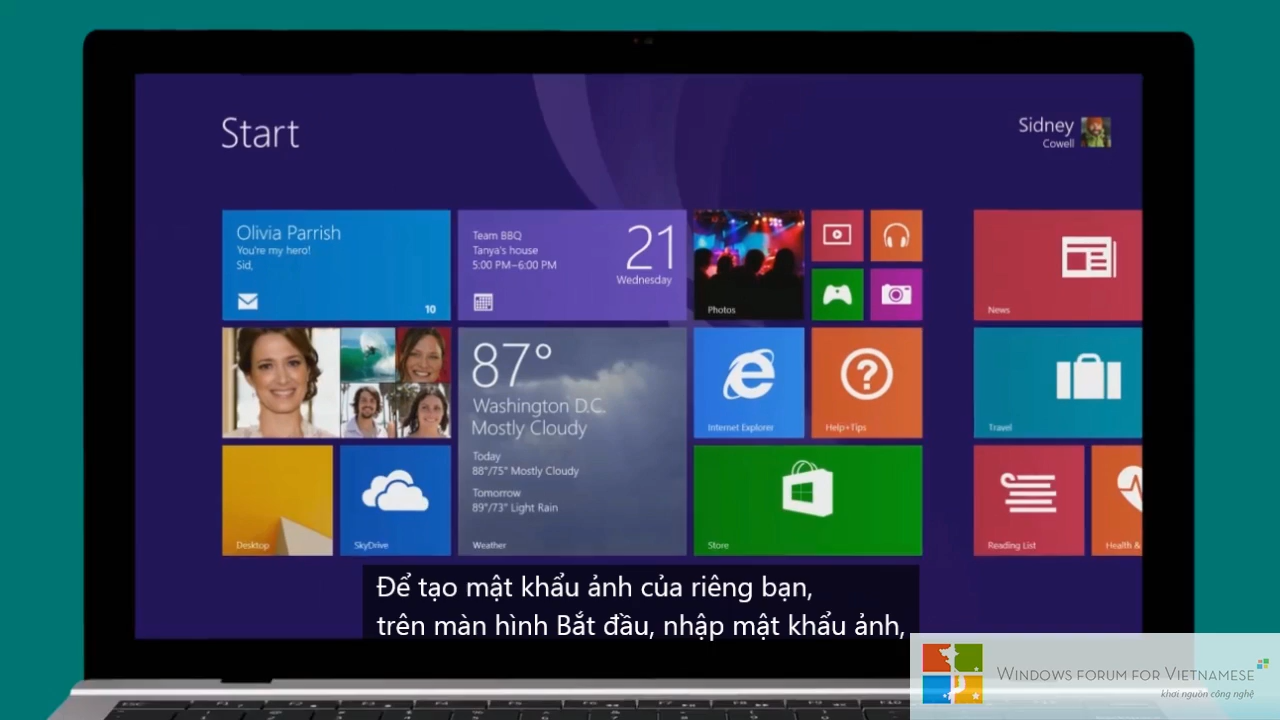 Start
Sidney
Cowell
Olivia Parrish
You're my hero!
Sid,
10
Team BBQ
Tanya's house
5:00 PM–6:00 PM
21
Wednesday
Photos
News
87°
Washington D.C.
Mostly Cloudy
Today
88°/75° Mostly Cloudy
Tomorrow
89°/73° Light Rain
Weather
Internet Explorer
Help+Tips
Travel
Desktop
SkyDrive
Store
Reading List
Health &
Để tạo mật khẩu ảnh của riêng bạn,
trên màn hình Bắt đầu, nhập mật khẩu ảnh,
WINDOWS FORUM FOR VIETNAMESE
khơi nguồn công nghệ